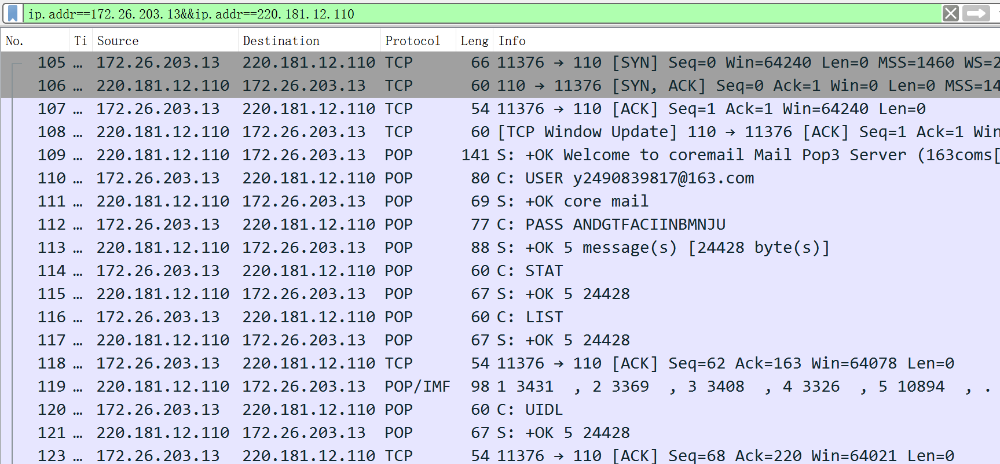 ip.addr==172.26.203.13&&ip.addr==220.181.12.110
No. Ti Source Destination Protocol Leng Info
105 … 172.26.203.13 220.181.12.110 TCP 66 11376 → 110 [SYN] Seq=0 Win=64240 Len=0 MSS=1460 WS=2
106 … 220.181.12.110 172.26.203.13 TCP 60 110 → 11376 [SYN, ACK] Seq=0 Ack=1 Win=0 Len=0 MSS=14
107 … 172.26.203.13 220.181.12.110 TCP 54 11376 → 110 [ACK] Seq=1 Ack=1 Win=64240 Len=0
108 … 220.181.12.110 172.26.203.13 TCP 60 [TCP Window Update] 110 → 11376 [ACK] Seq=1 Ack=1 Win
109 … 220.181.12.110 172.26.203.13 POP 141 S: +OK Welcome to coremail Mail Pop3 Server (163coms[
110 … 172.26.203.13 220.181.12.110 POP 80 C: USER y2490839817@163.com
111 … 220.181.12.110 172.26.203.13 POP 69 S: +OK core mail
112 … 172.26.203.13 220.181.12.110 POP 77 C: PASS ANDGTFACIINBMNJU
113 … 220.181.12.110 172.26.203.13 POP 88 S: +OK 5 message(s) [24428 byte(s)]
114 … 172.26.203.13 220.181.12.110 POP 60 C: STAT
115 … 220.181.12.110 172.26.203.13 POP 67 S: +OK 5 24428
116 … 172.26.203.13 220.181.12.110 POP 60 C: LIST
117 … 220.181.12.110 172.26.203.13 POP 67 S: +OK 5 24428
118 … 172.26.203.13 220.181.12.110 TCP 54 11376 → 110 [ACK] Seq=62 Ack=163 Win=64078 Len=0
119 … 220.181.12.110 172.26.203.13 POP/IMF 98 1 3431 , 2 3369 , 3 3408 , 4 3326 , 5 10894 , .
120 … 172.26.203.13 220.181.12.110 POP 60 C: UIDL
121 … 220.181.12.110 172.26.203.13 POP 67 S: +OK 5 24428
123 … 172.26.203.13 220.181.12.110 TCP 54 11376 → 110 [ACK] Seq=68 Ack=220 Win=64021 Len=0